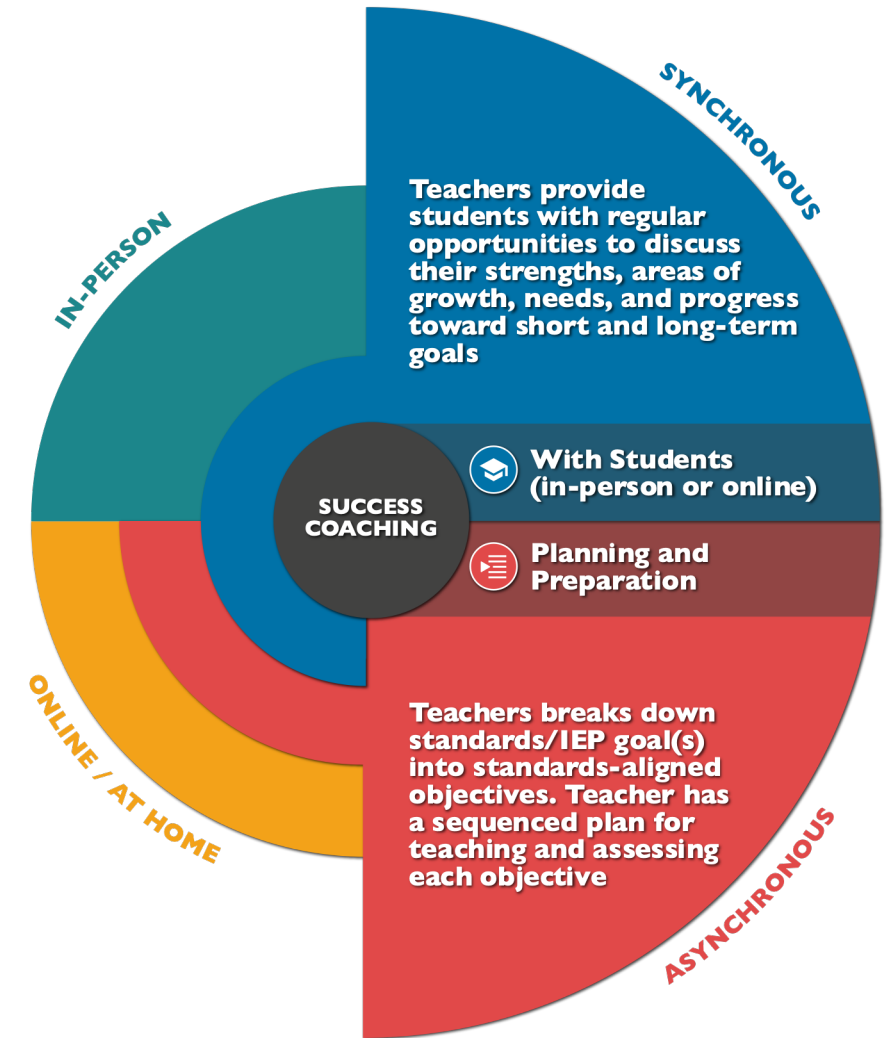 SYNCHRONOUS
Teachers provide
students with regular
opportunities to discuss
their strengths, areas of
growth, needs, and progress
toward short and long-term
goals
IN-PERSON
With Students
(in-person or online)
SUCCESS
COACHING
Planning and
Preparation
ONLINE / AT HOME
Teachers breaks down
standards/IEP goal(s)
into standards-aligned
objectives. Teacher has
a sequenced plan for
teaching and assessing
each objective
ASYNCHRONOUS